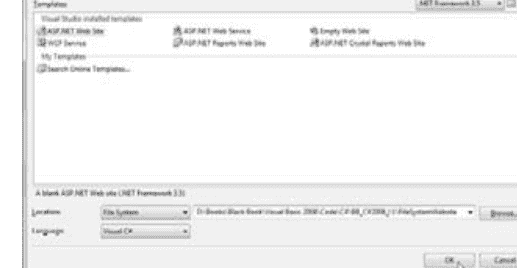 Templates: .NET Framework 3.5
Visual Studio installed templates
ASP.NET Web Site ASP.NET Web Service Empty Web Site
WCF Service ASP.NET Reports Web Site ASP.NET Crystal Reports Web Site
My Templates
Search Online Templates...
A blank ASP.NET Web site (.NET Framework 3.5)
Location: File System Browse...
Language: Visual C#
OK Cancel